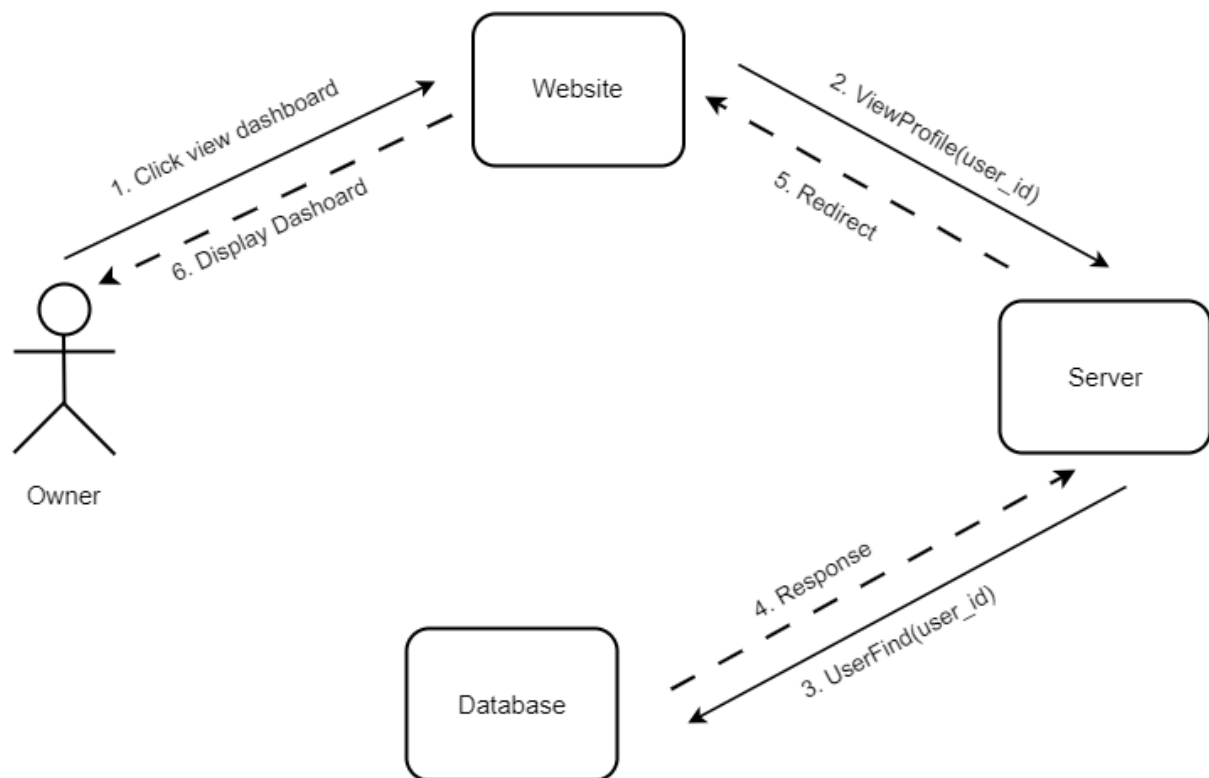 Website
1. Click view dashboard
2. ViewProfile(user_id)
5. Redirect
6. Display Dashoard
Server
Owner
4. Response
3. UserFind(user_id)
Database